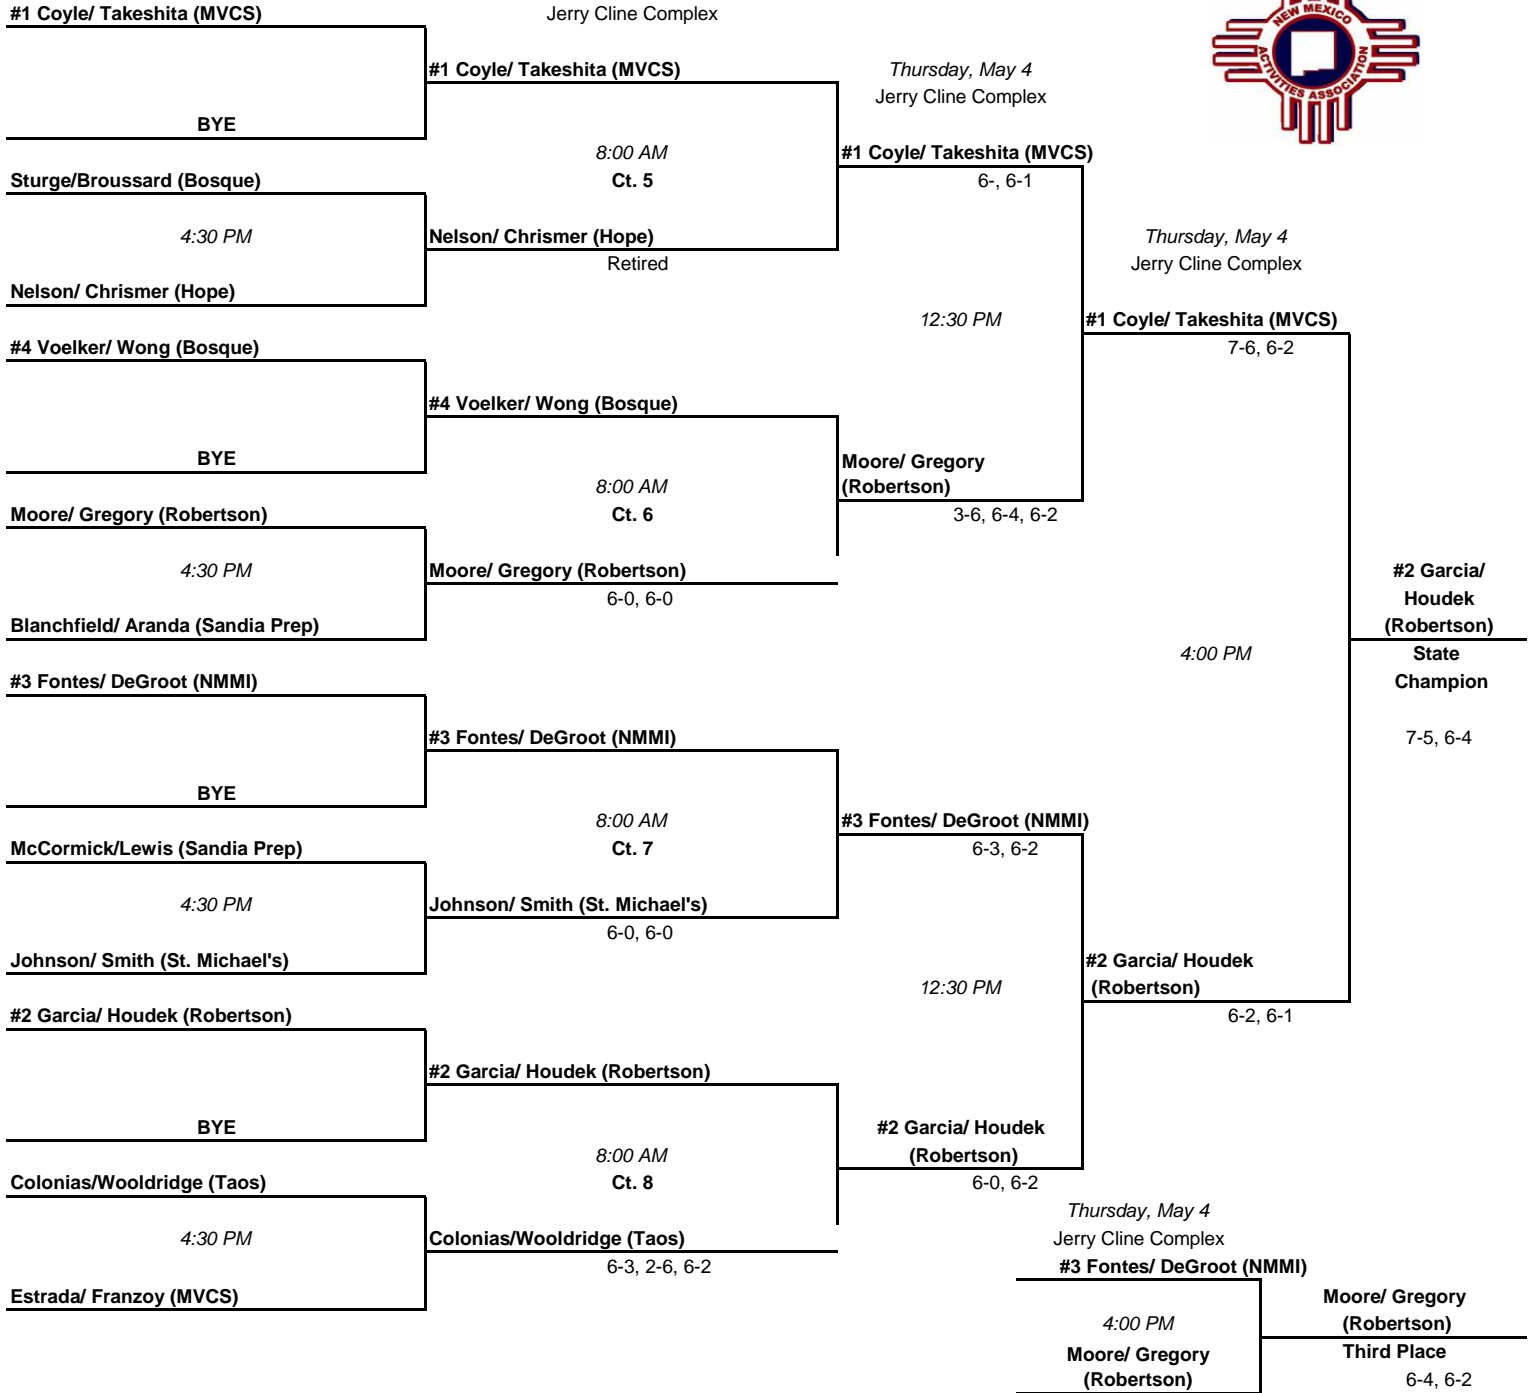 #1 Coyle/ Takeshita (MVCS)
Jerry Cline Complex
NEW MEXICO
ACTIVITIES ASSOCIATION
#1 Coyle/ Takeshita (MVCS)
Thursday, May 4
Jerry Cline Complex
BYE
8:00 AM
#1 Coyle/ Takeshita (MVCS)
Sturge/Broussard (Bosque)
Ct. 5
6-, 6-1
4:30 PM
Nelson/ Chrismer (Hope)
Thursday, May 4
Retired
Jerry Cline Complex
Nelson/ Chrismer (Hope)
12:30 PM
#1 Coyle/ Takeshita (MVCS)
#4 Voelker/ Wong (Bosque)
7-6, 6-2
#4 Voelker/ Wong (Bosque)
BYE
Moore/ Gregory
8:00 AM
(Robertson)
Moore/ Gregory (Robertson)
Ct. 6
3-6, 6-4, 6-2
4:30 PM
Moore/ Gregory (Robertson)
#2 Garcia/
6-0, 6-0
Houdek
Blanchfield/ Aranda (Sandia Prep)
(Robertson)
4:00 PM
State
#3 Fontes/ DeGroot (NMMI)
Champion
#3 Fontes/ DeGroot (NMMI)
7-5, 6-4
BYE
8:00 AM
#3 Fontes/ DeGroot (NMMI)
McCormick/Lewis (Sandia Prep)
Ct. 7
6-3, 6-2
4:30 PM
Johnson/ Smith (St. Michael's)
6-0, 6-0
Johnson/ Smith (St. Michael's)
#2 Garcia/ Houdek
12:30 PM
(Robertson)
#2 Garcia/ Houdek (Robertson)
6-2, 6-1
#2 Garcia/ Houdek (Robertson)
BYE
#2 Garcia/ Houdek
8:00 AM
(Robertson)
Colonias/Wooldridge (Taos)
Ct. 8
6-0, 6-2
Thursday, May 4
4:30 PM
Colonias/Wooldridge (Taos)
Jerry Cline Complex
6-3, 2-6, 6-2
#3 Fontes/ DeGroot (NMMI)
Estrada/ Franzoy (MVCS)
Moore/ Gregory
4:00 PM
(Robertson)
Moore/ Gregory
Third Place
(Robertson)
6-4, 6-2